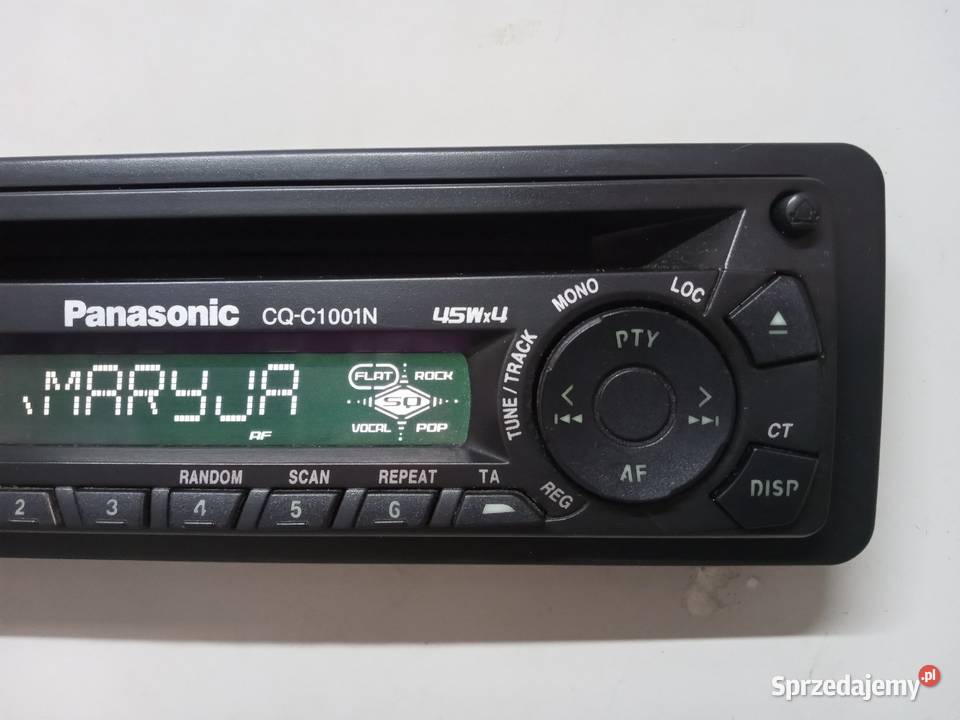 Panasonic CQ-C1001N 45Wx4
MARYJA
FLAT ROCK
SQ
VOCAL POP
AF
MONO LOC
TUNE / TRACK
PTY
AF
REG
CT
DISP
RANDOM SCAN REPEAT TA
2 3 4 5 6
Sprzedajemy.pl